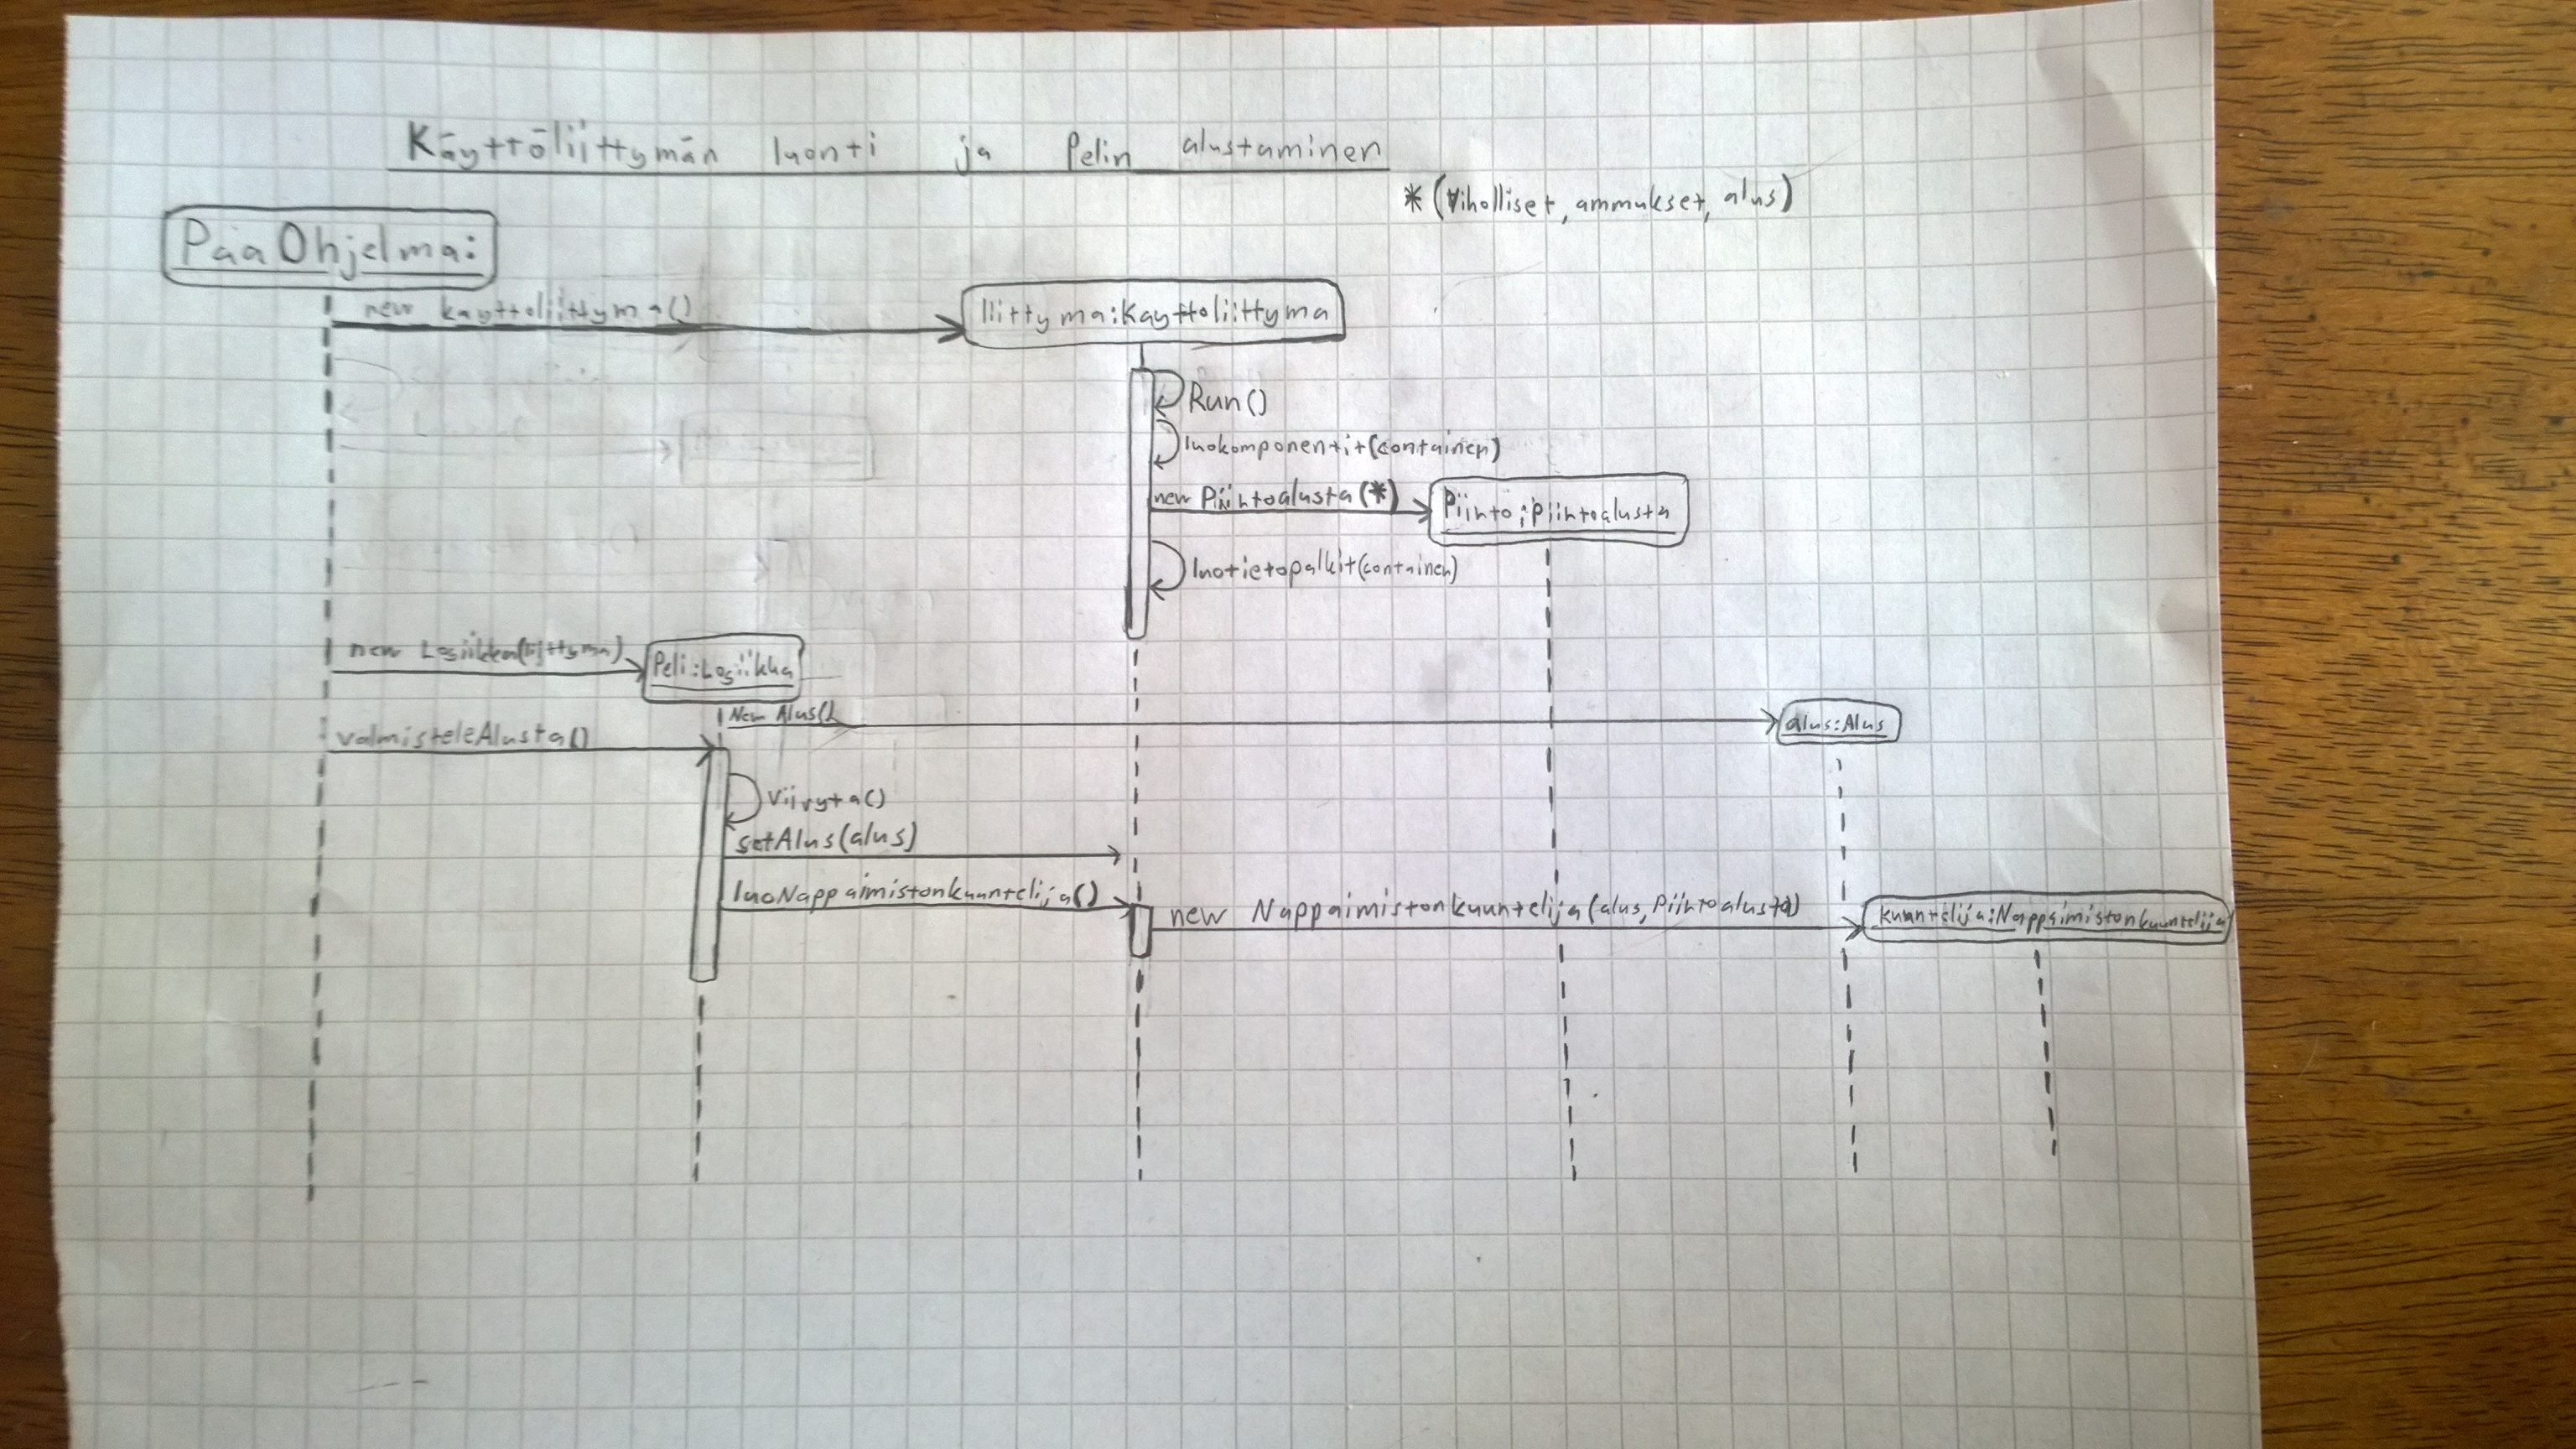 Käyttöliittymän luonti ja Pelin alustaminen
* (Viholliset, ammukset, alus)
PaaOhjelma:
new kayttoliittyma()
liittyma:Kayttoliittyma
Run()
luokomponentit(container)
new Piirtoalusta(*)
Piirto:Piirtoalusta
luotietopalkit(container)
new Logiikka(liittyma)
Peli:Logiikka
New Alus()
alus:Alus
valmisteleAlusta()
Viivyta()
setAlus(alus)
luoNappaimistonkuuntelija()
new Nappaimistonkuuntelija(alus, Piirtoalusta)
kuuntelija:Nappaimistonkuuntelija